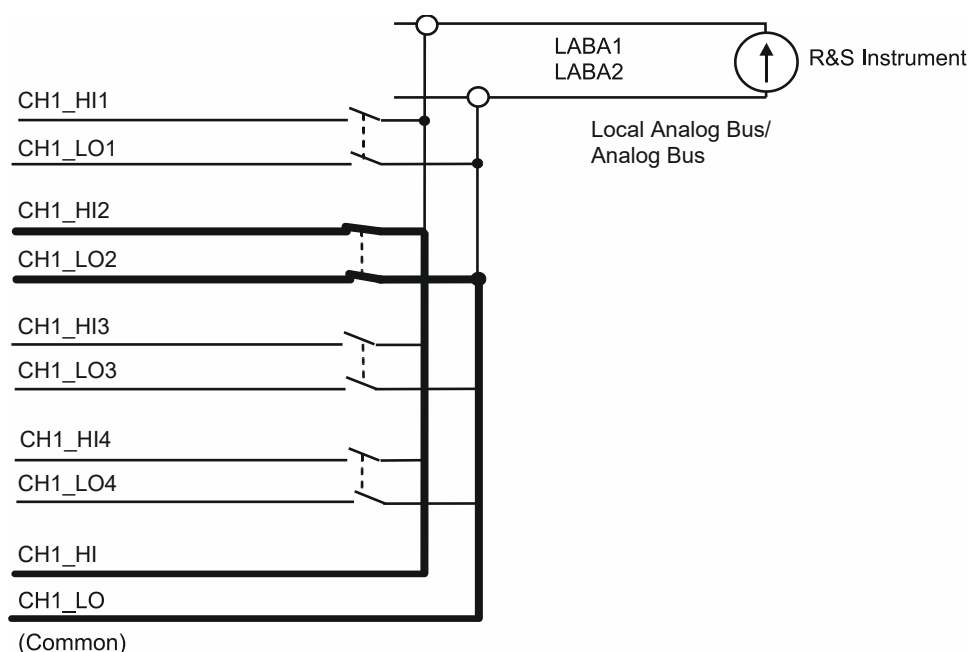 LABA1
LABA2
R&S Instrument
CH1_HI1
Local Analog Bus/
Analog Bus
CH1_LO1
CH1_HI2
CH1_LO2
CH1_HI3
CH1_LO3
CH1_HI4
CH1_LO4
CH1_HI
CH1_LO
(Common)